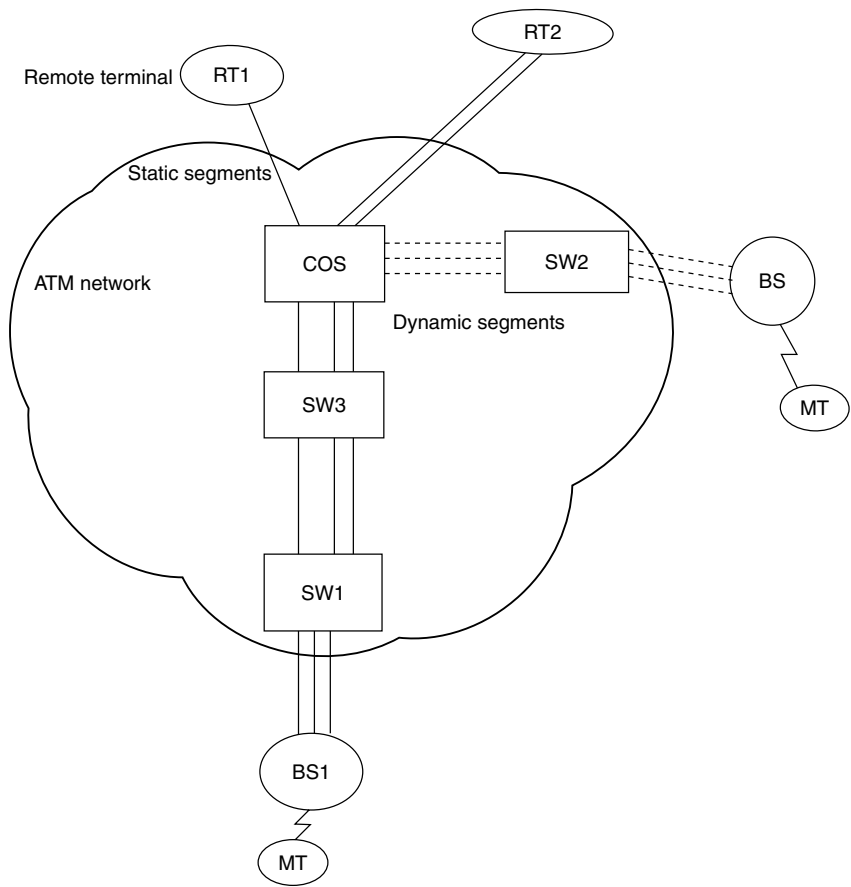 RT2
Remote terminal
RT1
Static segments
COS
SW2
BS
ATM network
Dynamic segments
SW3
MT
SW1
BS1
MT